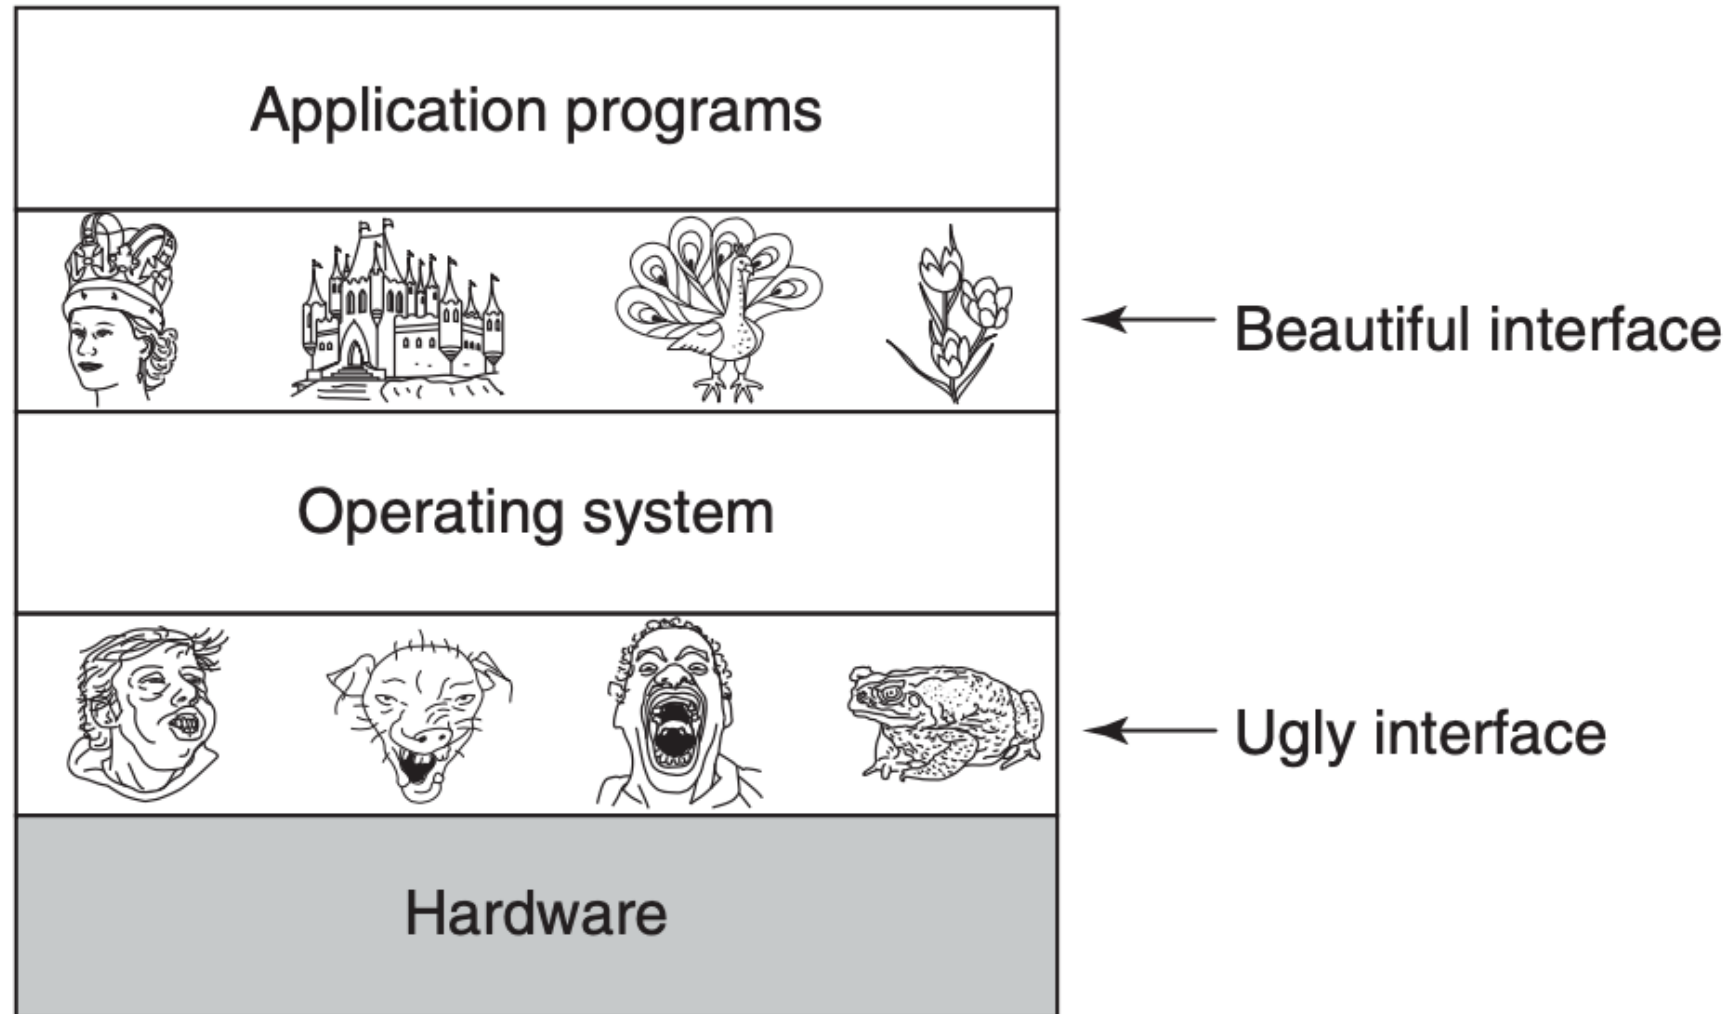 Application programs
Beautiful interface
Operating system
Ugly interface
Hardware